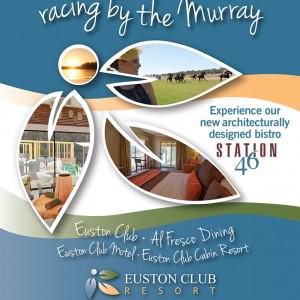 racing by the Murray
Experience our
new architecturally
designed bistro
STATION
46
Euston Club · Al Fresco Dining
Euston Club Motel · Euston Club Cabin Resort
EUSTON CLUB
RESORT